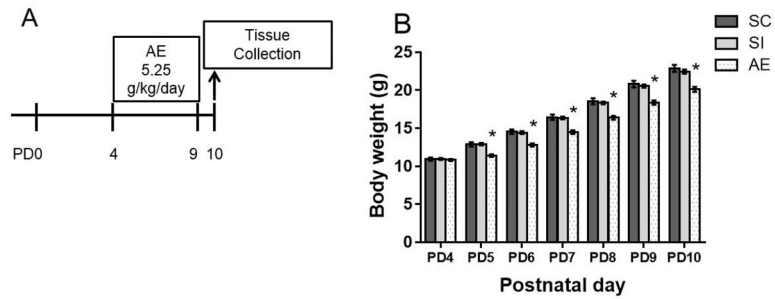 A
AE
5.25
g/kg/day
Tissue
Collection
PD0
4
9
10
B
SC
SI
AE
Body weight (g)
25
20
15
10
5
0
*
*
*
*
*
*
PD4
PD5
PD6
PD7
PD8
PD9
PD10
Postnatal day